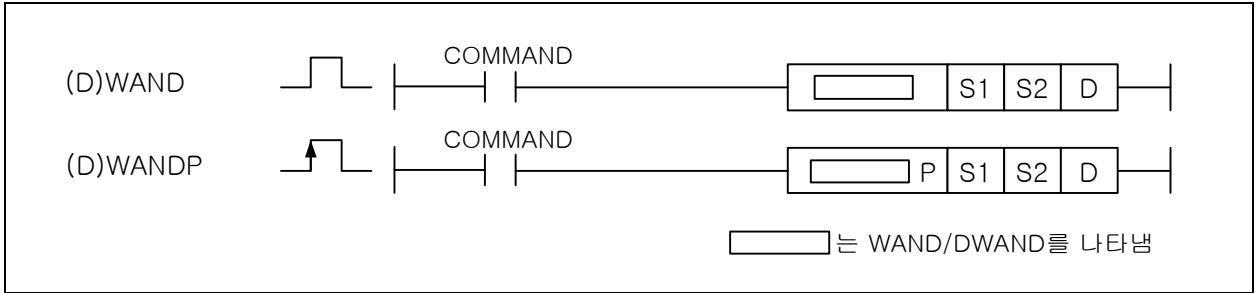 COMMAND
(D)WAND S1 S2 D
COMMAND
(D)WANDP P S1 S2 D
는 WAND/DWAND를 나타냄